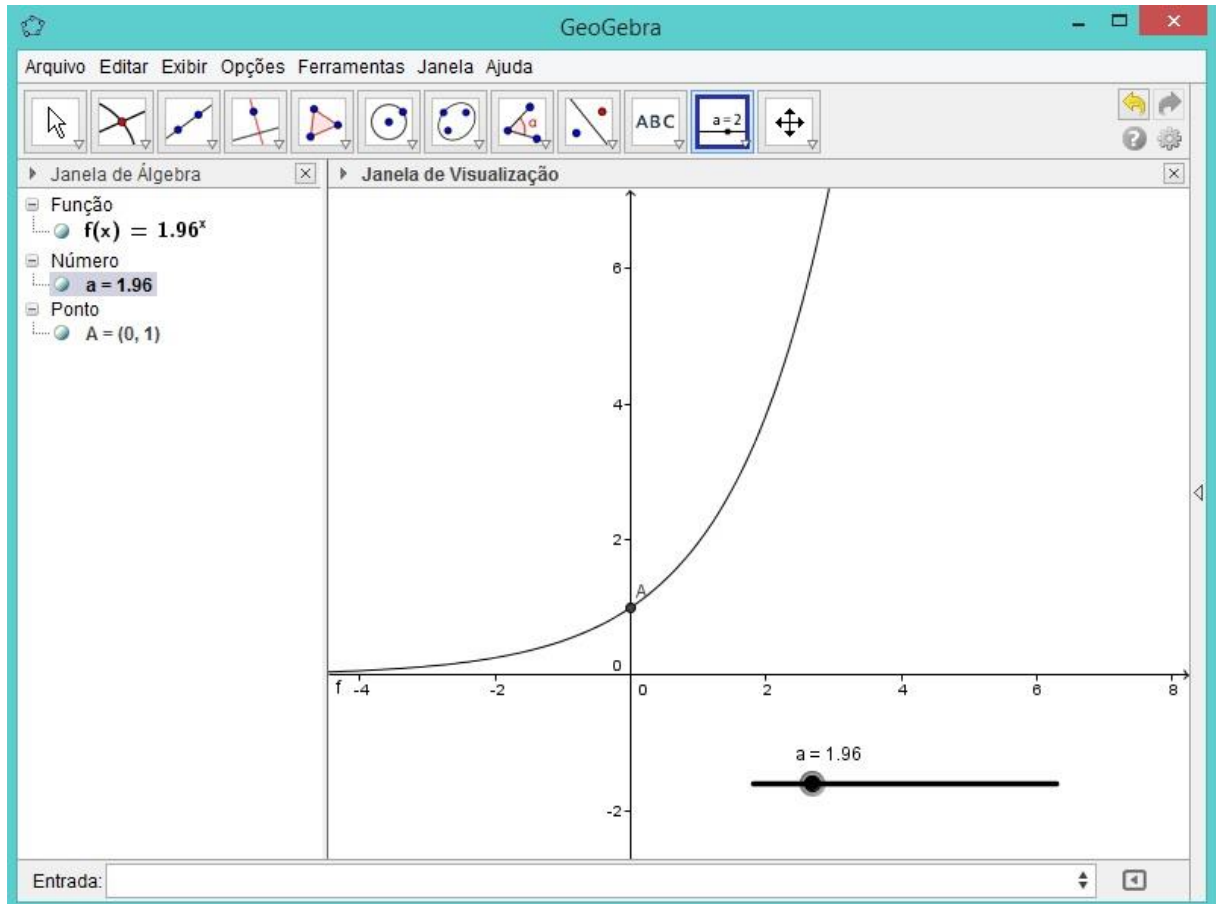 GeoGebra
Arquivo Editar Exibir Opções Ferramentas Janela Ajuda
ABC
a = 2
Janela de Álgebra
Janela de Visualização
Função
f(x) = 1.96ˣ
Número
a = 1.96
Ponto
A = (0, 1)
6
4
2
A
0
f -4 -2 0 2 4 6 8
a = 1.96
-2
Entrada: